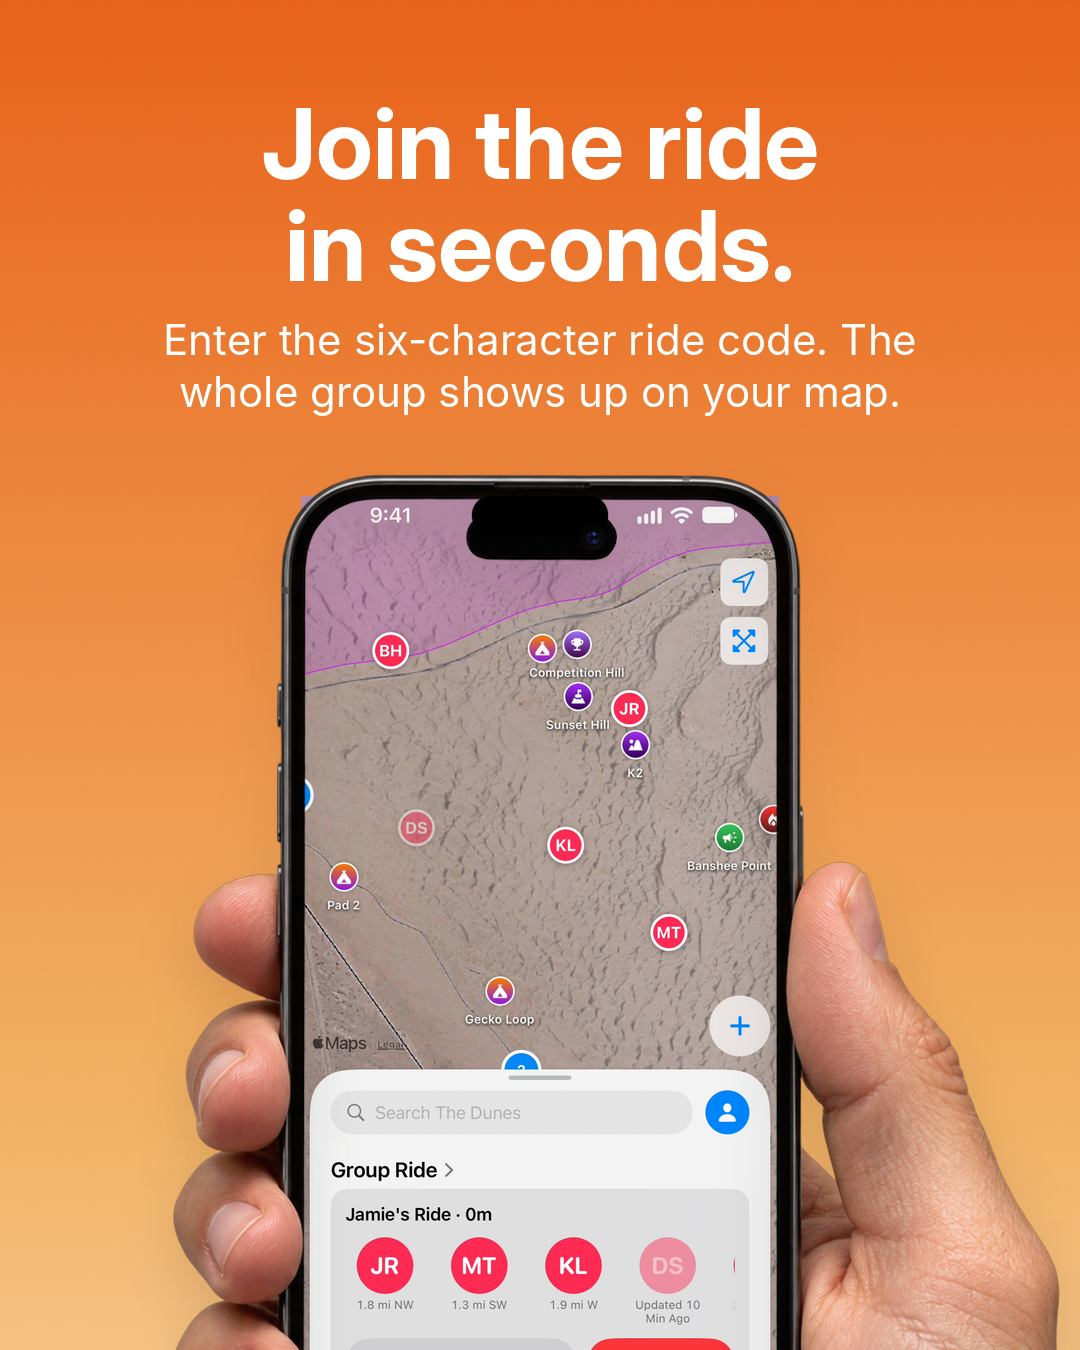 Join the ride
in seconds.
Enter the six-character ride code. The
whole group shows up on your map.
9:41
BH
Competition Hill
JR
Sunset Hill
K2
DS
KL
Banshee Point
Pad 2
MT
Gecko Loop
Maps Legal
Search The Dunes
Group Ride
Jamie's Ride · 0m
JR MT KL DS
1.8 mi NW 1.3 mi SW 1.9 mi W Updated 10
Min Ago